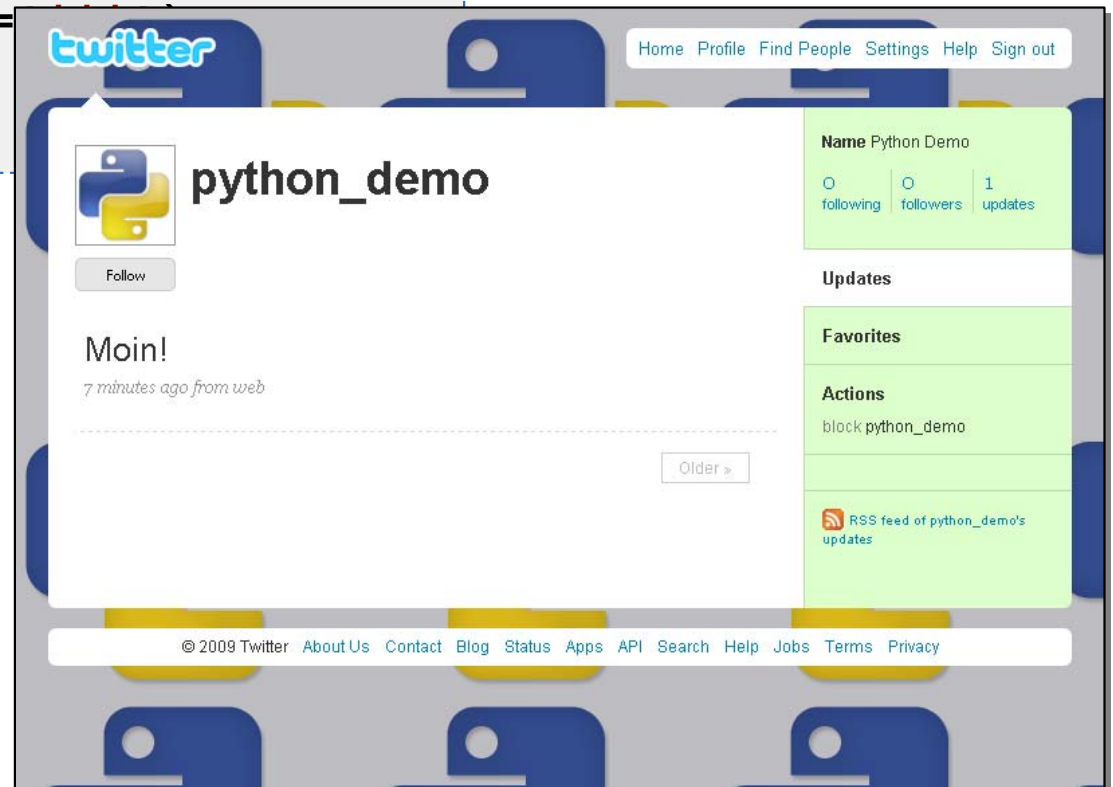 =
twitter
Home Profile Find People Settings Help Sign out
python_demo
Follow
Moin!
7 minutes ago from web
Older »
Name Python Demo
0 following 0 followers 1 updates
Updates
Favorites
Actions
block python_demo
RSS feed of python_demo's
updates
© 2009 Twitter About Us Contact Blog Status Apps API Search Help Jobs Terms Privacy